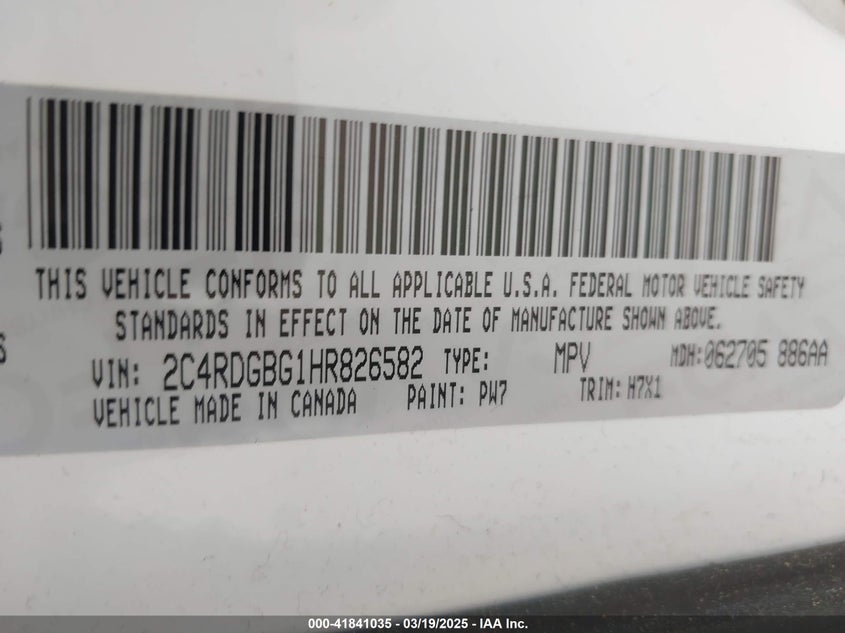 THIS VEHICLE CONFORMS TO ALL APPLICABLE U.S.A. FEDERAL MOTOR VEHICLE SAFETY
STANDARDS IN EFFECT ON THE DATE OF MANUFACTURE SHOWN ABOVE.
VIN: 2C4RDGBG1HR826582 TYPE: MPV MDH:062705 886AA
VEHICLE MADE IN CANADA PAINT: PW7 TRIM: H7X1
000-41841035 - 03/19/2025 - IAA Inc.